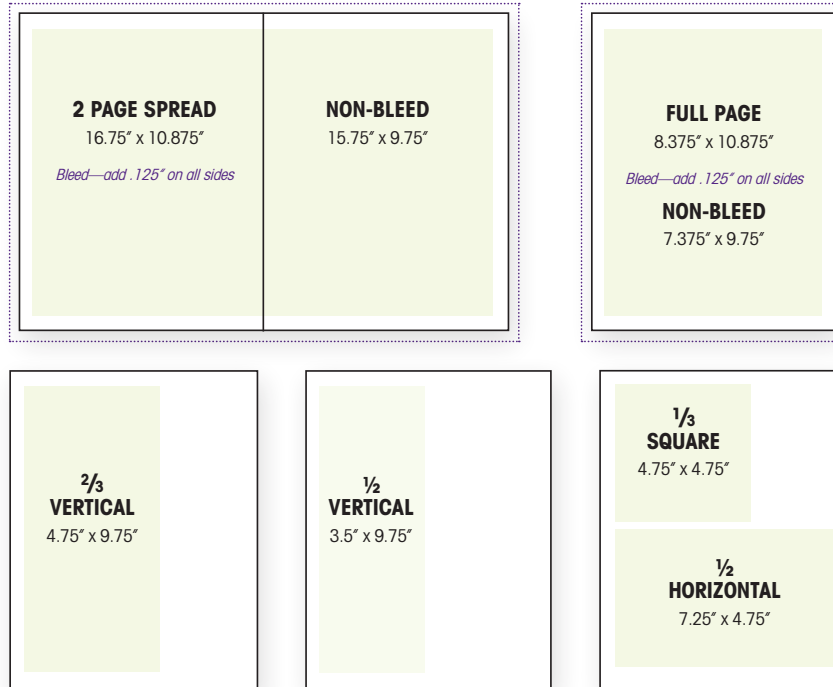 2 PAGE SPREAD
16.75″ x 10.875″
Bleed—add .125″ on all sides
NON-BLEED
15.75″ x 9.75″
FULL PAGE
8.375″ x 10.875″
Bleed—add .125″ on all sides
NON-BLEED
7.375″ x 9.75″
⅔
VERTICAL
4.75″ x 9.75″
½
VERTICAL
3.5″ x 9.75″
⅓
SQUARE
4.75″ x 4.75″
½
HORIZONTAL
7.25″ x 4.75″